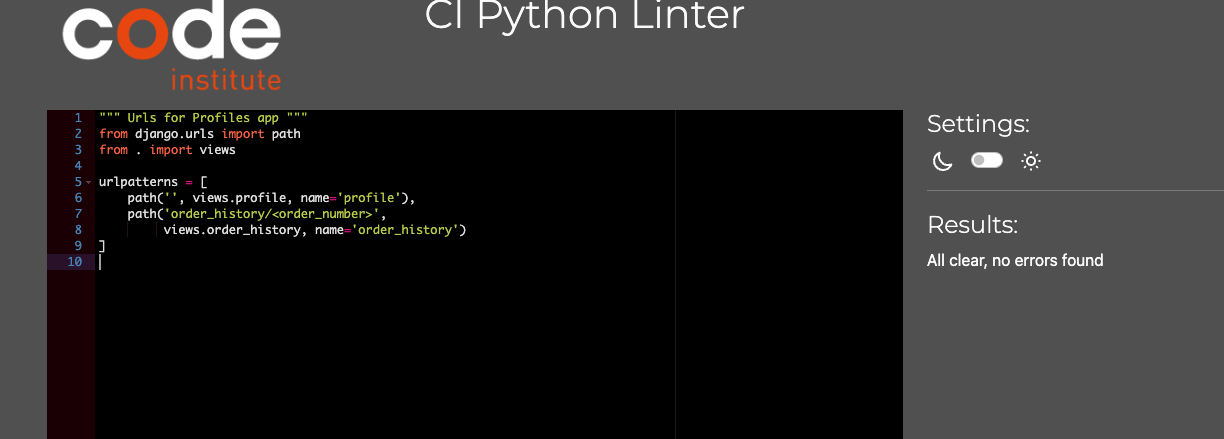 code
institute
CI Python Linter
1 """ Urls for Profiles app """
2 from django.urls import path
3 from . import views
4
5 urlpatterns = [
6     path('', views.profile, name='profile'),
7     path('order_history/<order_number>',
8          views.order_history, name='order_history')
9 ]
10
Settings:
Results:
All clear, no errors found